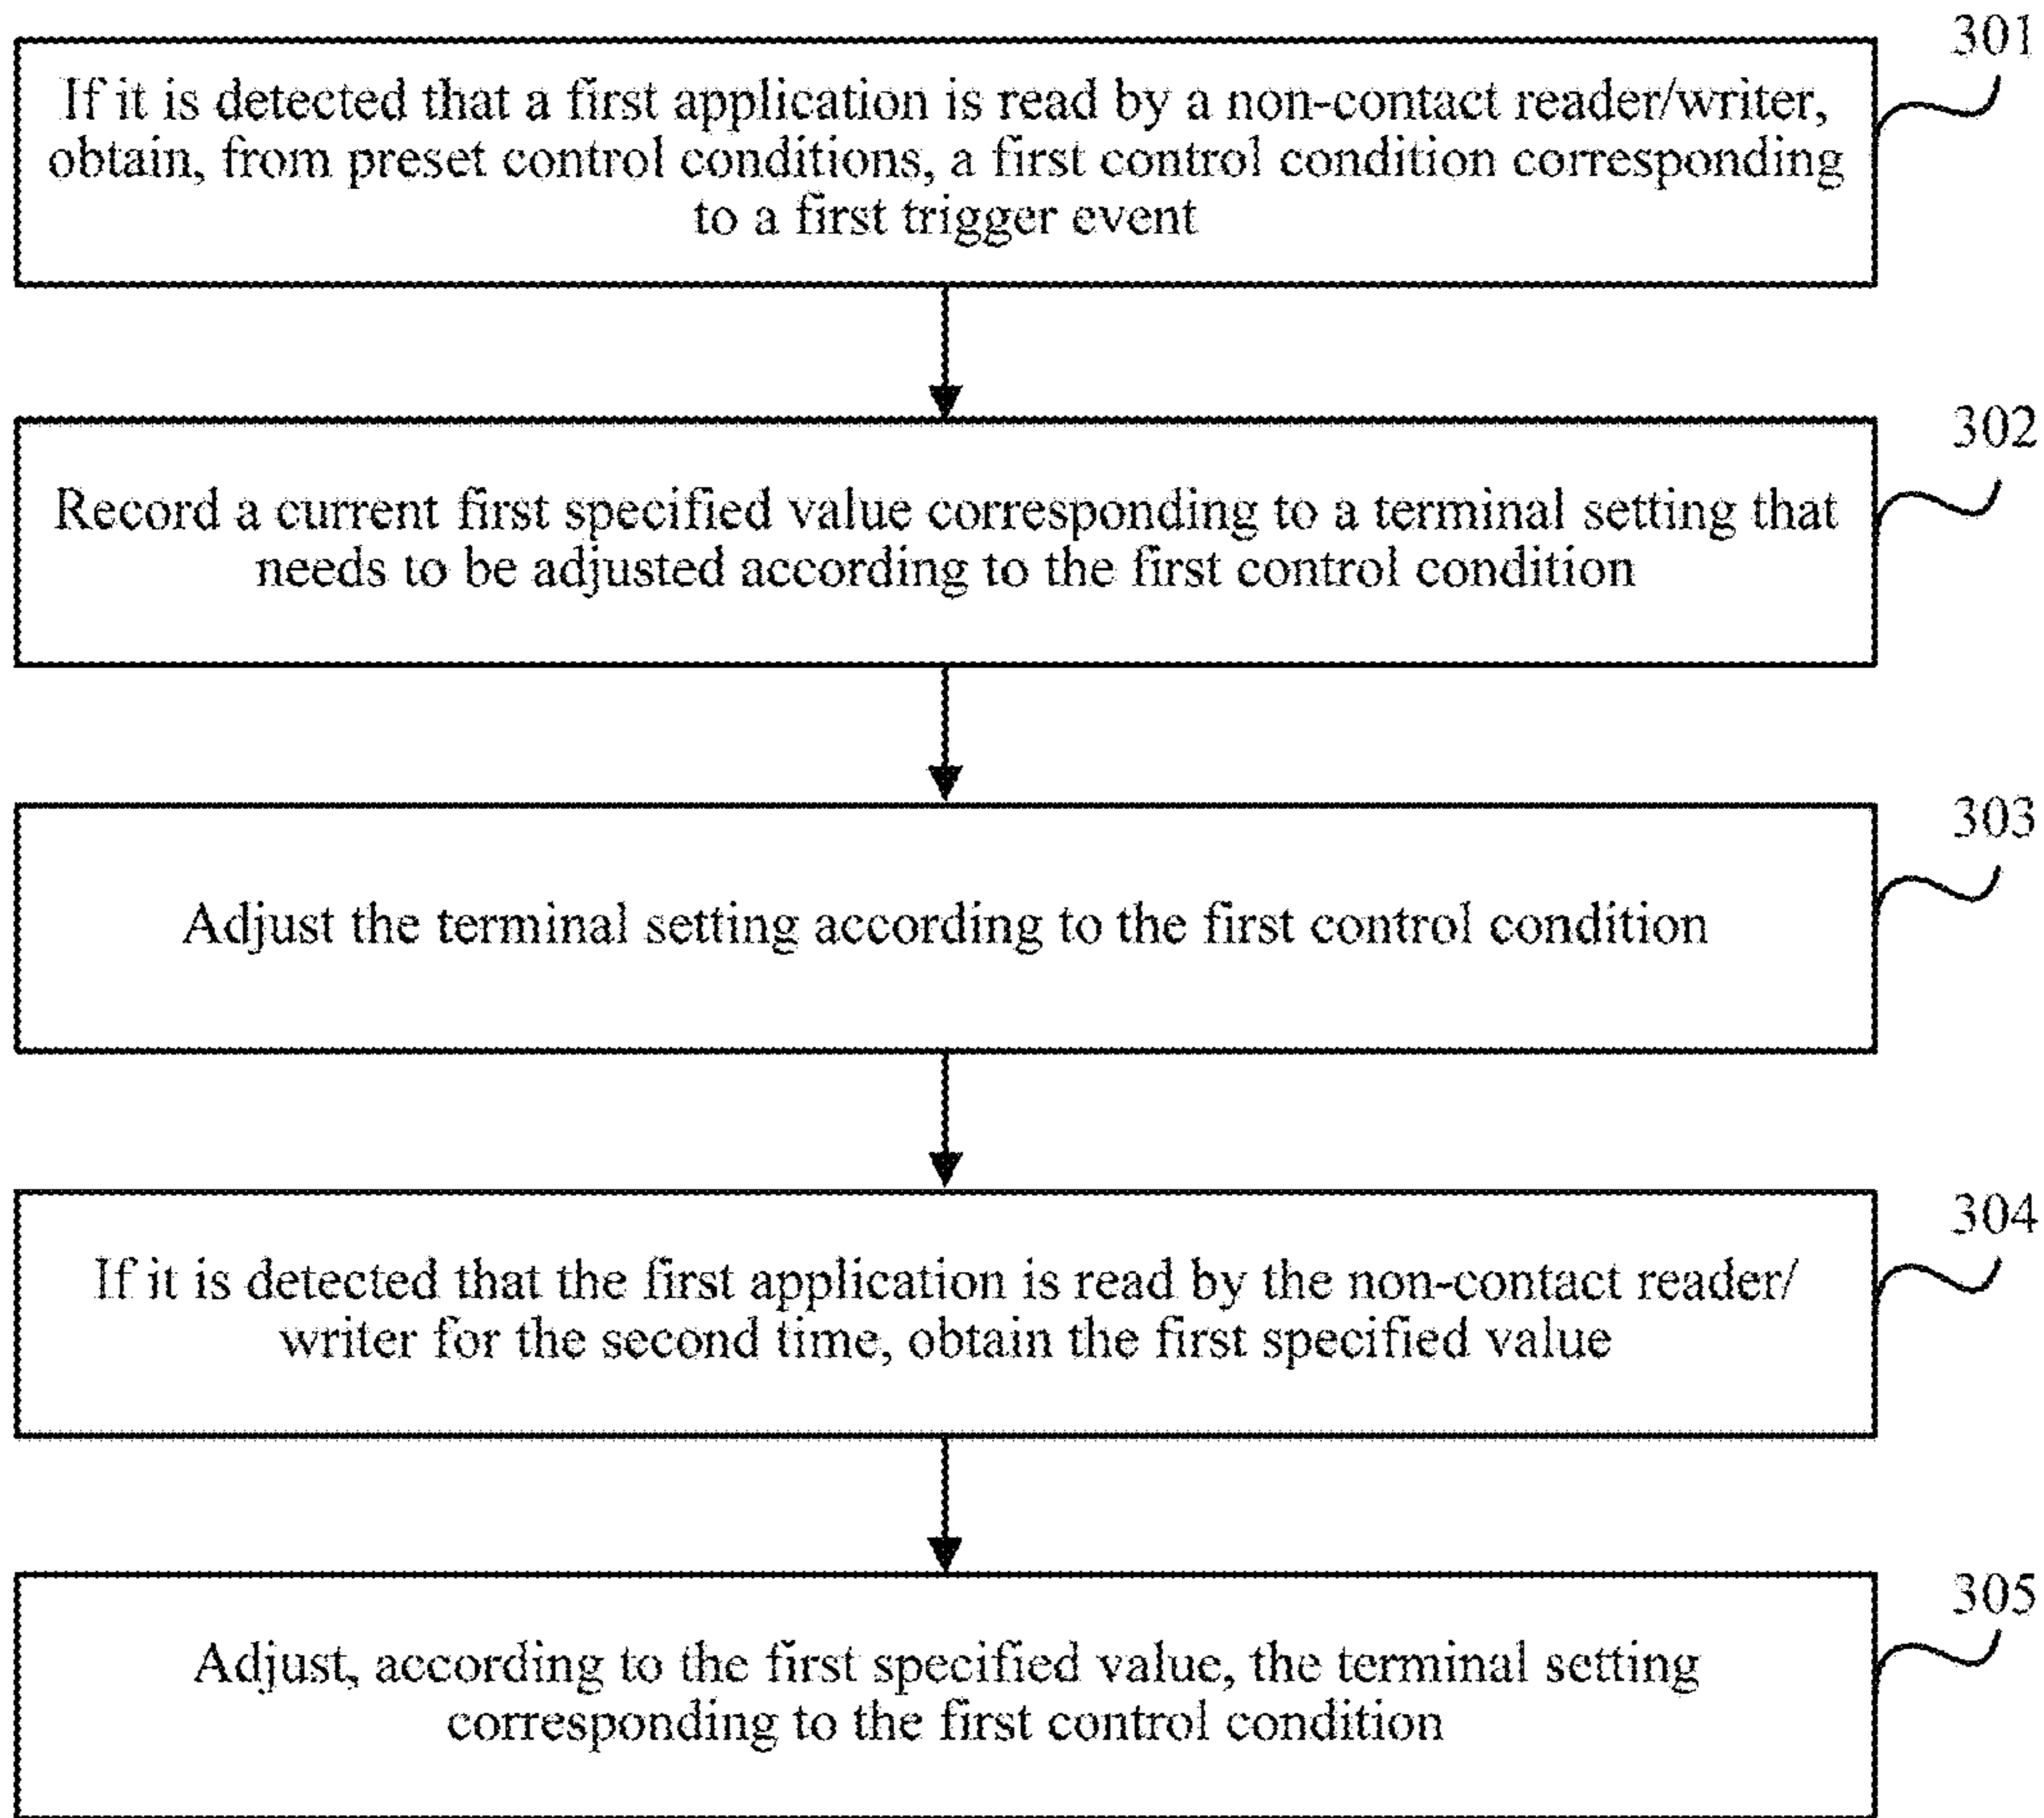 301
If it is detected that a first application is read by a non-contact reader/writer,
obtain, from preset control conditions, a first control condition corresponding
to a first trigger event
302
Record a current first specified value corresponding to a terminal setting that
needs to be adjusted according to the first control condition
303
Adjust the terminal setting according to the first control condition
304
If it is detected that the first application is read by the non-contact reader/
writer for the second time, obtain the first specified value
305
Adjust, according to the first specified value, the terminal setting
corresponding to the first control condition